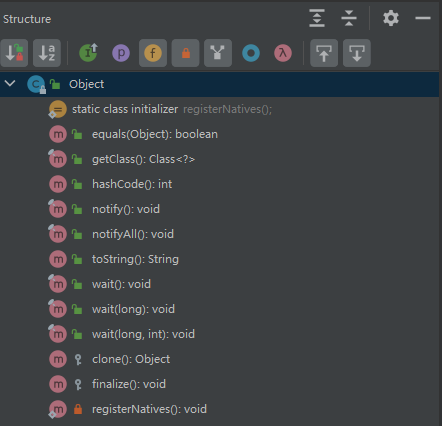 Structure
Object
static class initializer registerNatives();
equals(Object): boolean
getClass(): Class<?>
hashCode(): int
notify(): void
notifyAll(): void
toString(): String
wait(): void
wait(long): void
wait(long, int): void
clone(): Object
finalize(): void
registerNatives(): void